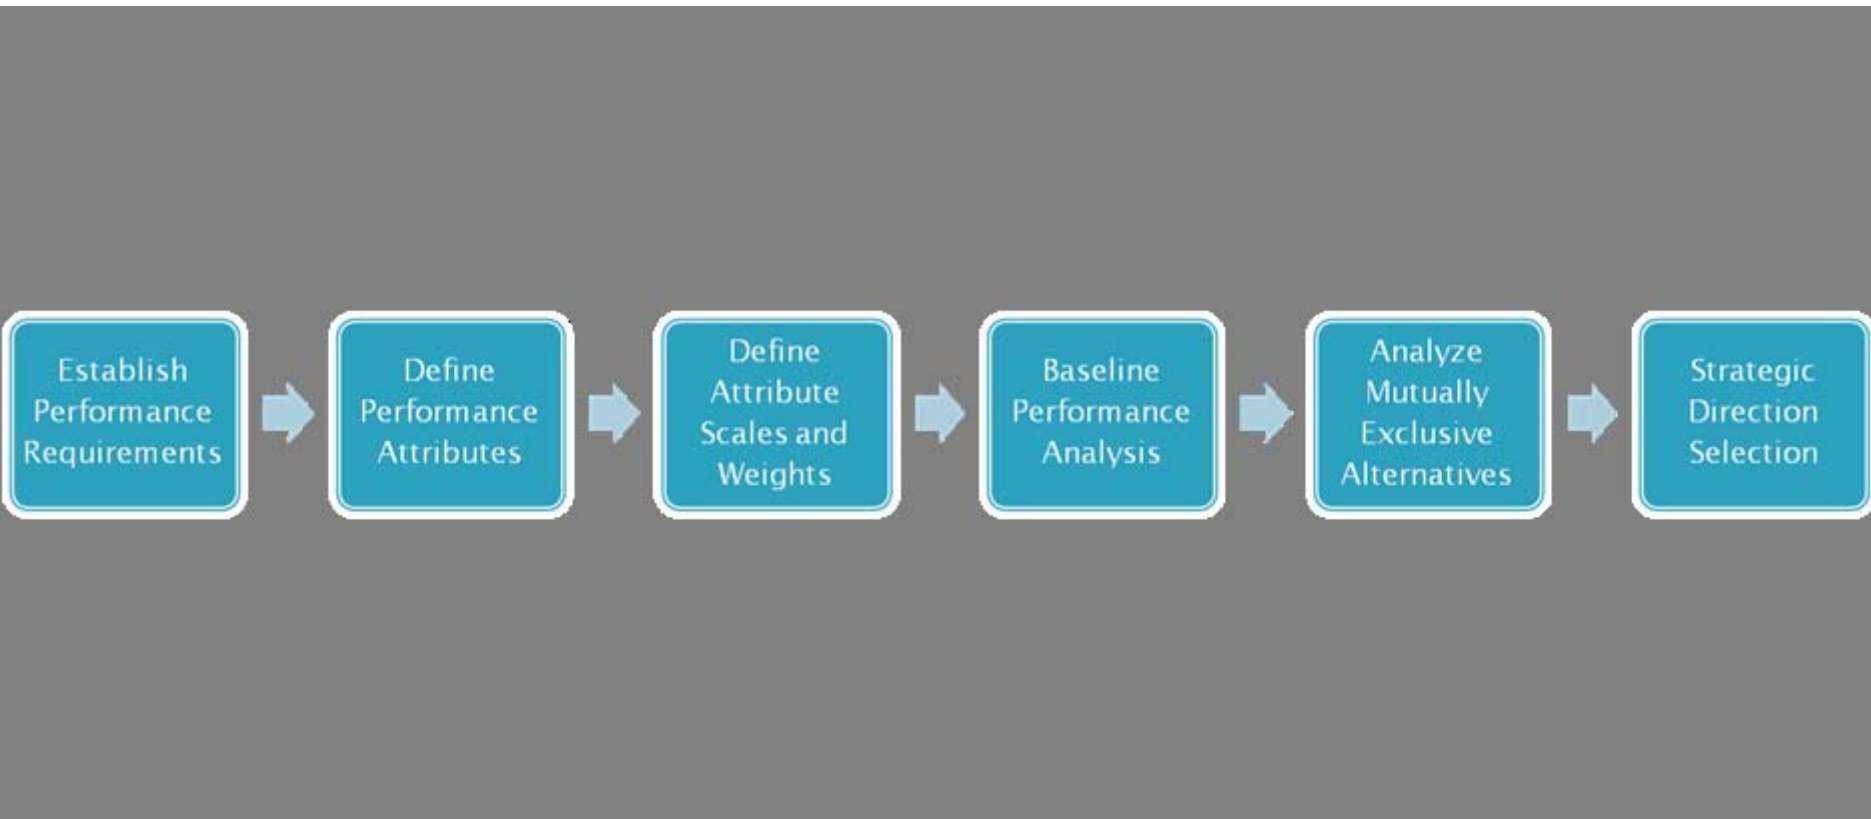 Establish
Performance
Requirements
Define
Performance
Attributes
Define
Attribute
Scales and
Weights
Baseline
Performance
Analysis
Analyze
Mutually
Exclusive
Alternatives
Strategic
Direction
Selection